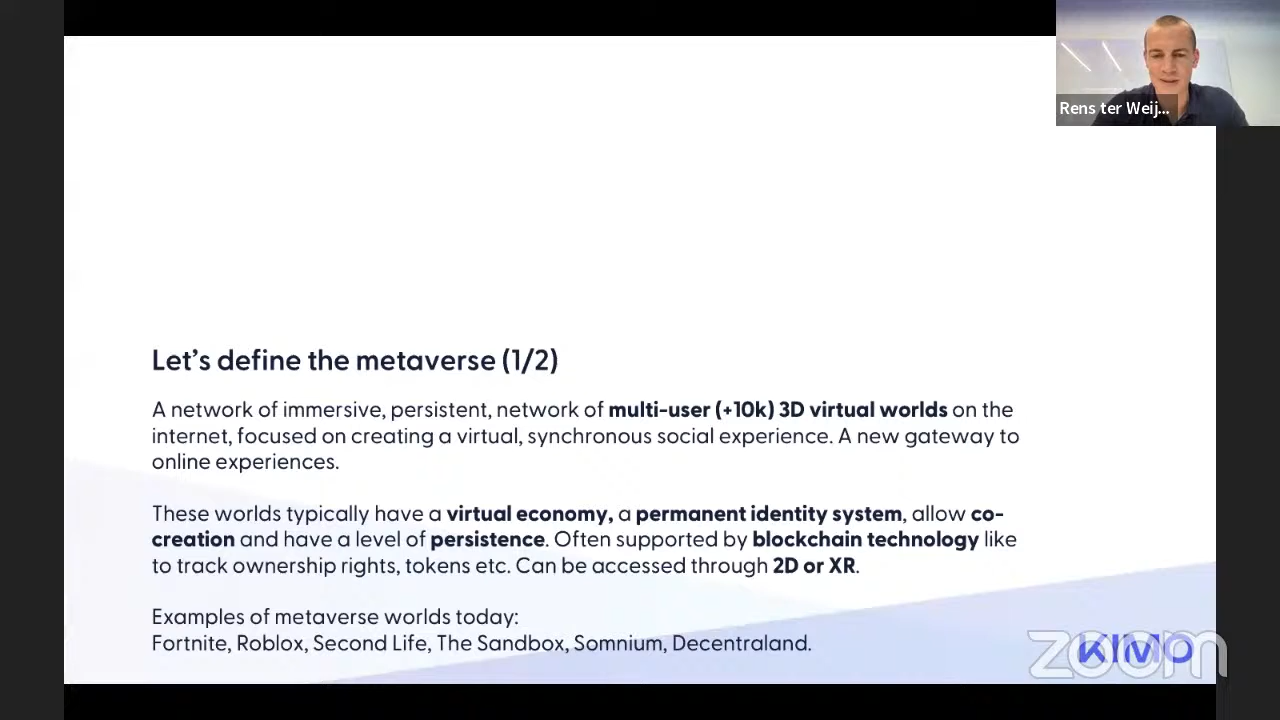 Rens ter Weij...
Let's define the metaverse (1/2)
A network of immersive, persistent, network of multi-user (+10k) 3D virtual worlds on the
internet, focused on creating a virtual, synchronous social experience. A new gateway to
online experiences.
These worlds typically have a virtual economy, a permanent identity system, allow co-
creation and have a level of persistence. Often supported by blockchain technology like
to track ownership rights, tokens etc. Can be accessed through 2D or XR.
Examples of metaverse worlds today:
Fortnite, Roblox, Second Life, The Sandbox, Somnium, Decentraland.
KIMO
zoom